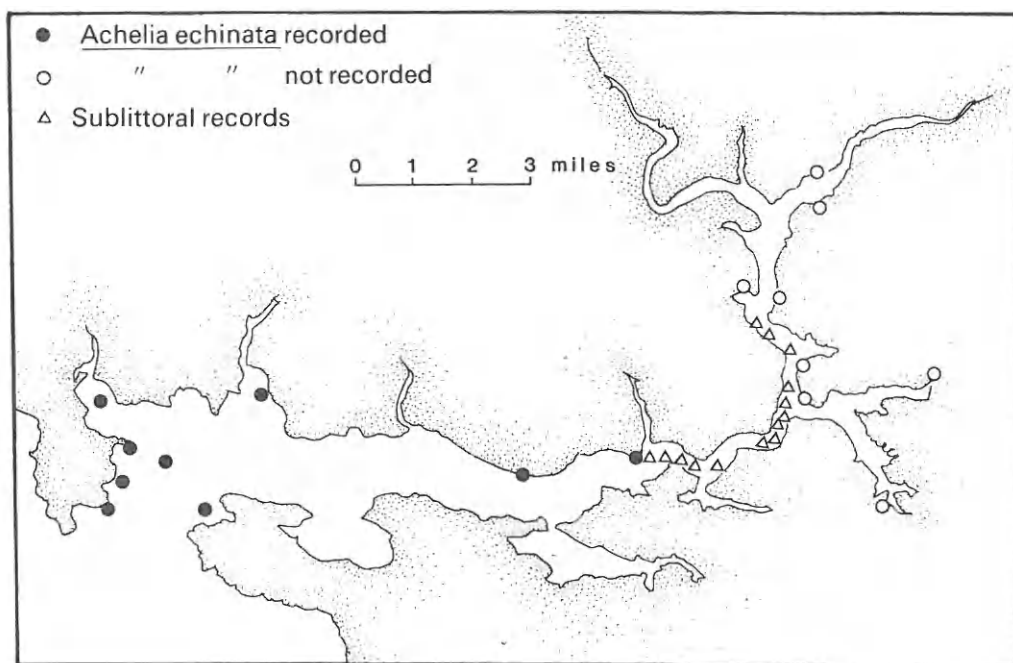 Achelia echinata recorded
" " not recorded
Sublittoral records
0 1 2 3 miles